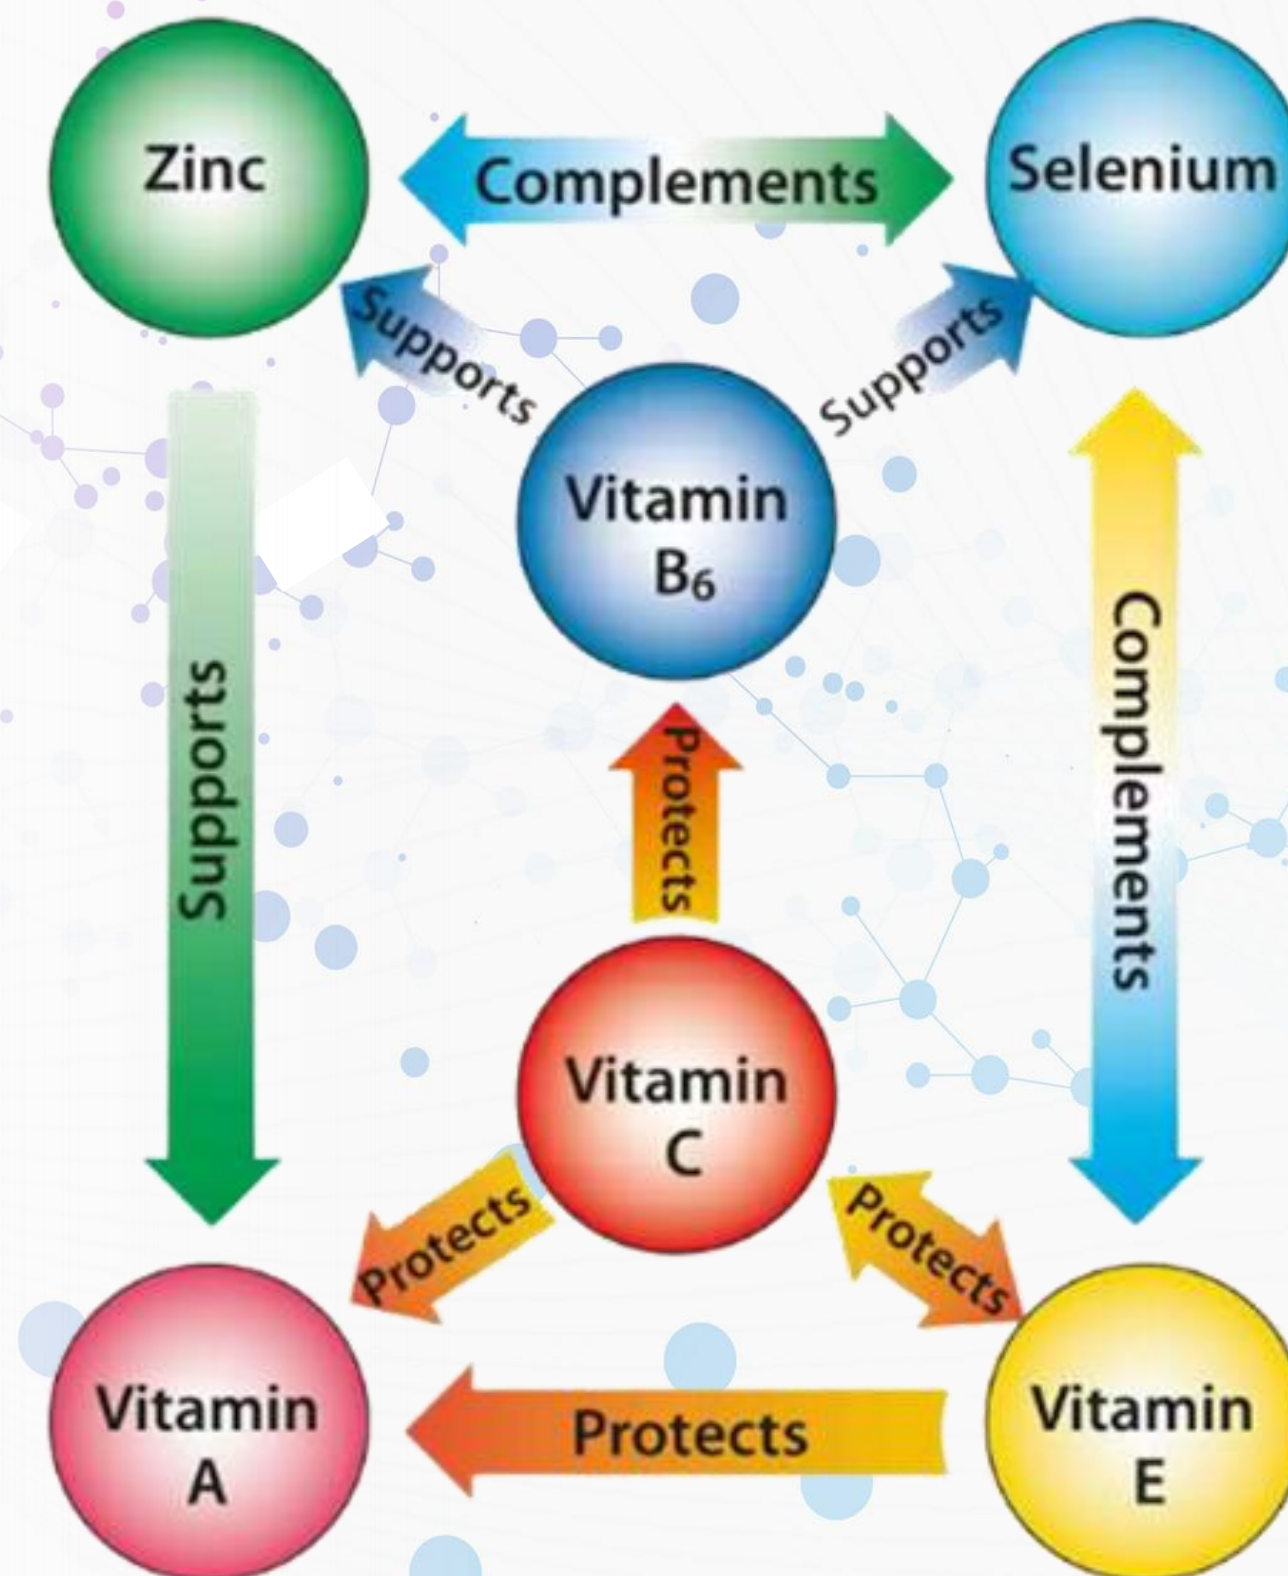 Zinc
Complements
Selenium
Supports
Supports
Vitamin
B₆
Supports
Complements
Protects
Vitamin
C
Protects
Protects
Vitamin
A
Protects
Vitamin
E